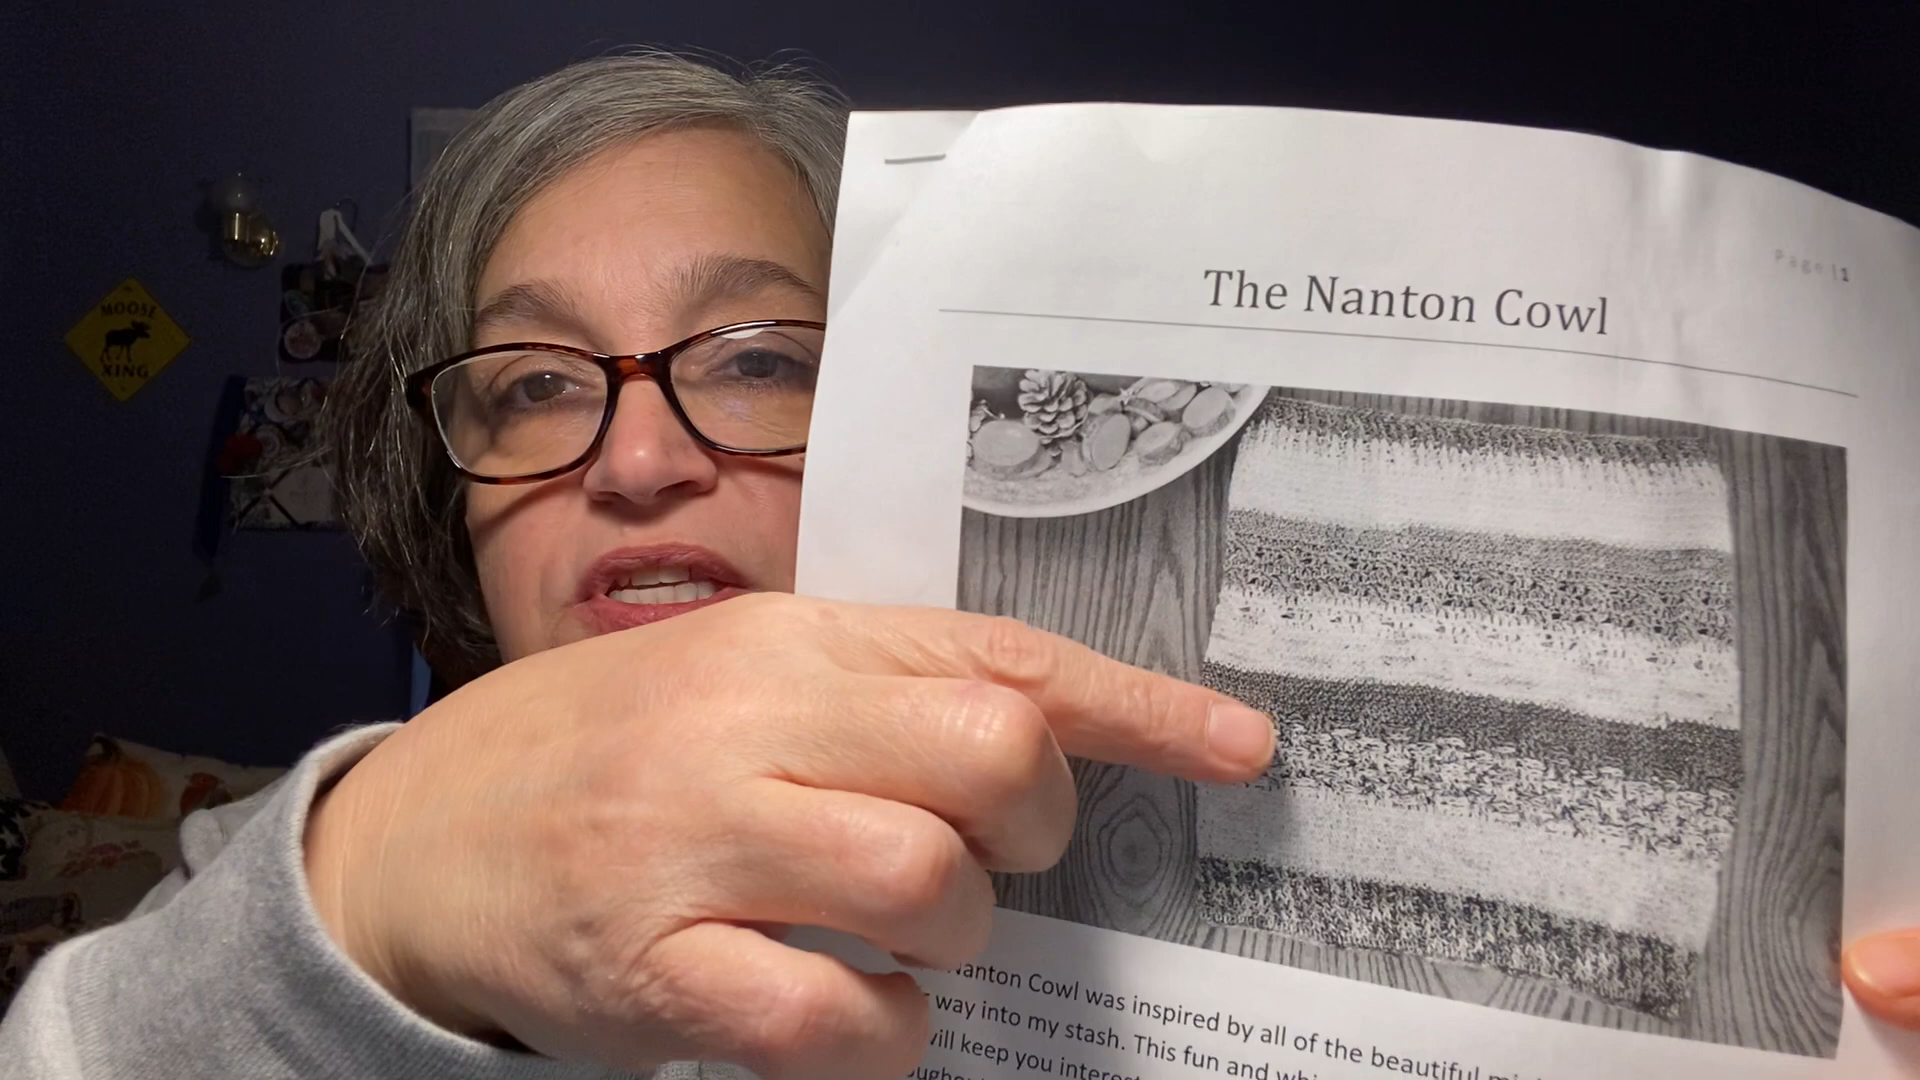 MOOSE
XING
Page | 1
The Nanton Cowl
Nanton Cowl was inspired by all of the beautiful
way into my stash. This fun and
will keep you